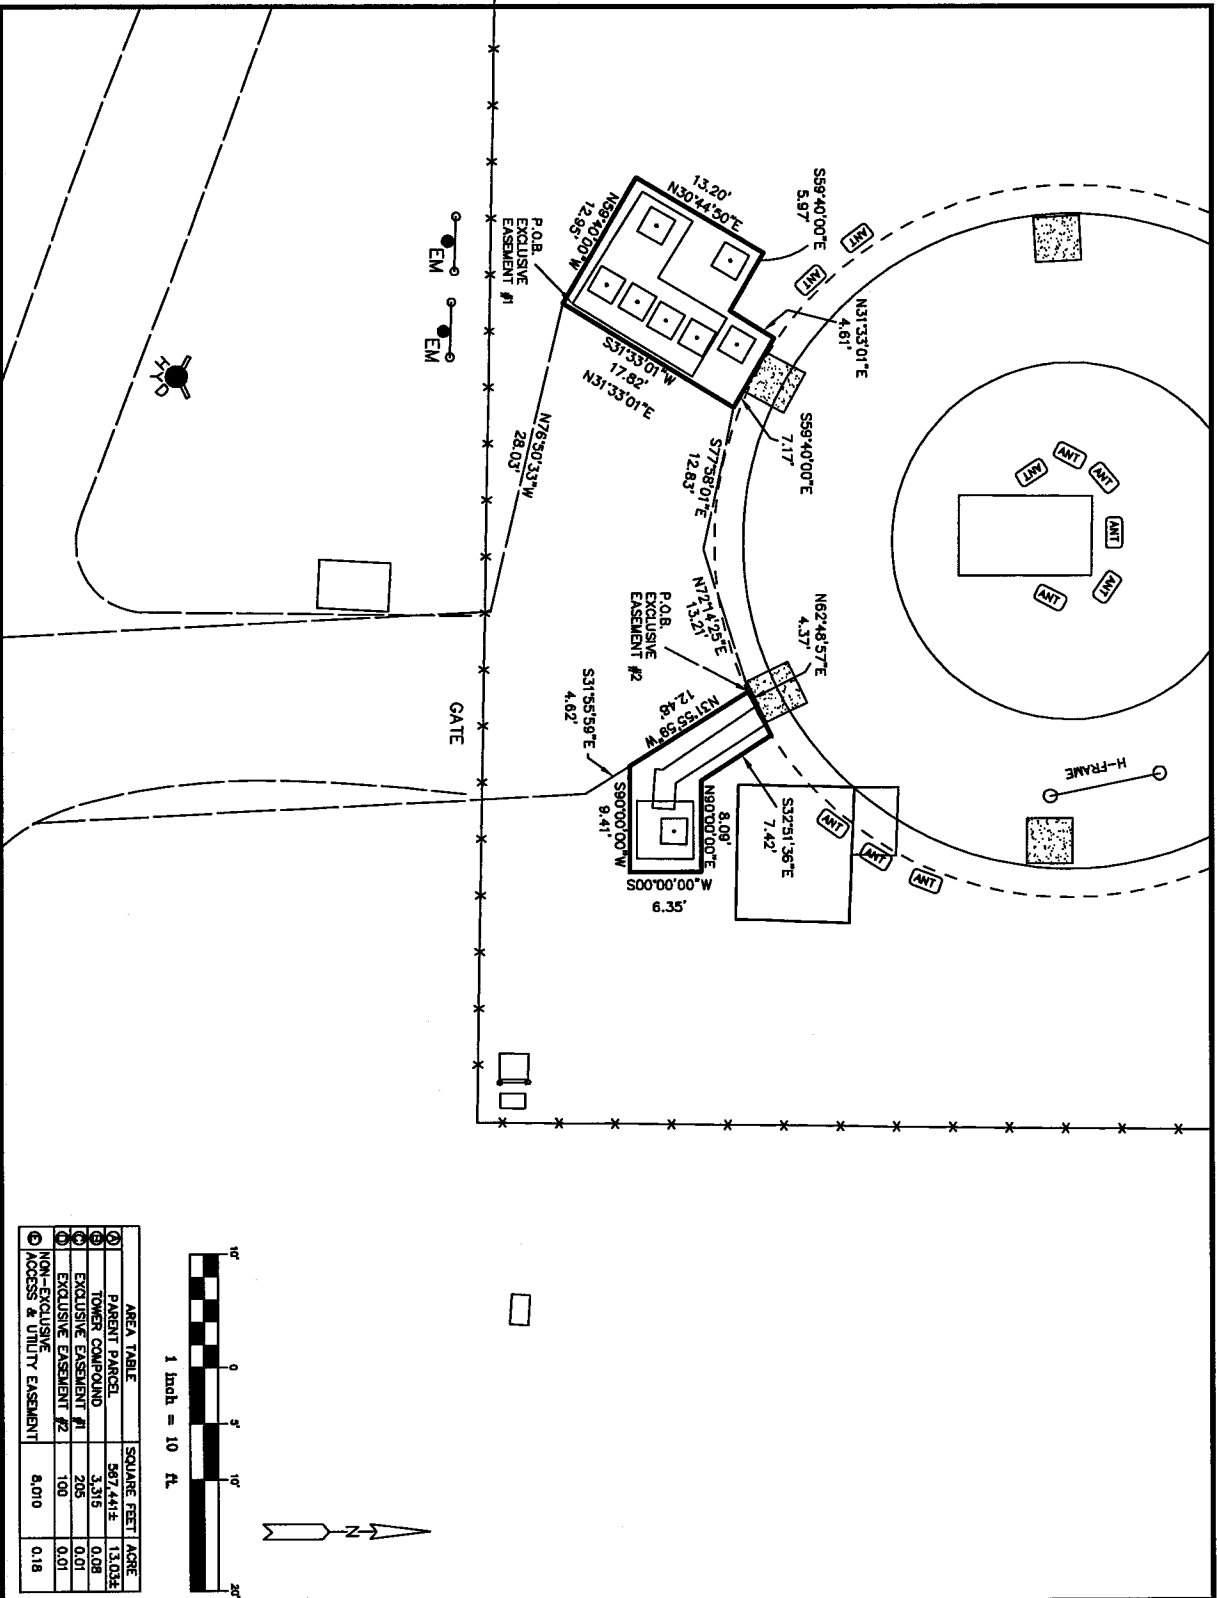 S59°40'00"E
5.97'
13.20'
N30°44'50"E
N59°40'00"W
12.95'
P.O.B.
EXCLUSIVE
EASEMENT #1
S31°33'01"W
17.82'
N31°33'01"E
N31°33'01"E
4.61'
S59°40'00"E
7.17'
S77°58'01"E
12.83'
N76°50'33"W
28.03'
N72°14'25"E
13.21'
P.O.B.
EXCLUSIVE
EASEMENT #2
N62°48'57"E
4.37'
S31°55'59"E
4.62'
N31°55'59"W
12.48'
S90°00'00"W
9.41'
8.09'
N90°00'00"E
S32°51'36"E
7.42'
S00°00'00"W
6.35'
ANT
ANT
ANT
ANT
ANT
ANT
ANT
ANT
ANT
ANT
ANT
H-FRAME
EM
EM
HYD
GATE
10'
0
5'
10'
20'
1 inch = 10 ft.
N
AREA TABLE SQUARE FEET ACRE
A PARENT PARCEL 567,441± 13.03±
B TOWER COMPOUND 3,315 0.08
C EXCLUSIVE EASEMENT #1 205 0.01
D EXCLUSIVE EASEMENT #2 100 0.01
E NON-EXCLUSIVE
ACCESS & UTILITY EASEMENT 8,010 0.18